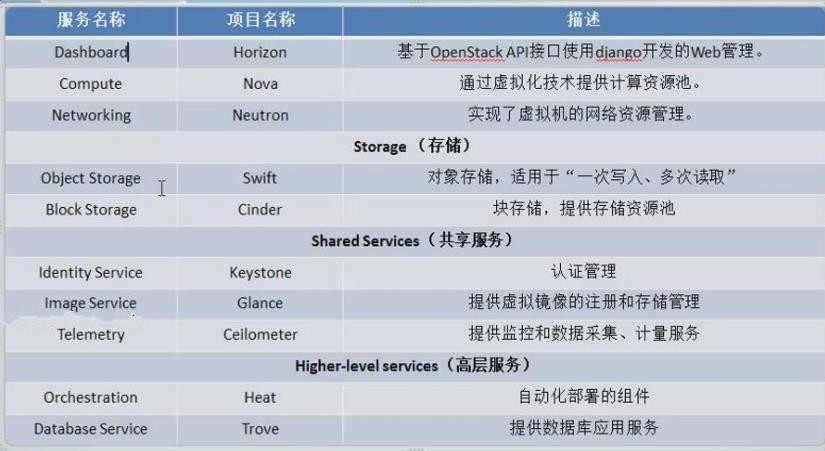 服务名称 项目名称 描述
Dashboard Horizon 基于OpenStack API接口使用django开发的Web管理。
Compute Nova 通过虚拟化技术提供计算资源池。
Networking Neutron 实现了虚拟机的网络资源管理。
Storage（存储）
Object Storage Swift 对象存储，适用于“一次写入、多次读取”
Block Storage Cinder 块存储，提供存储资源池
Shared Services（共享服务）
Identity Service Keystone 认证管理
Image Service Glance 提供虚拟镜像的注册和存储管理
Telemetry Ceilometer 提供监控和数据采集、计量服务
Higher-level services（高层服务）
Orchestration Heat 自动化部署的组件
Database Service Trove 提供数据库应用服务